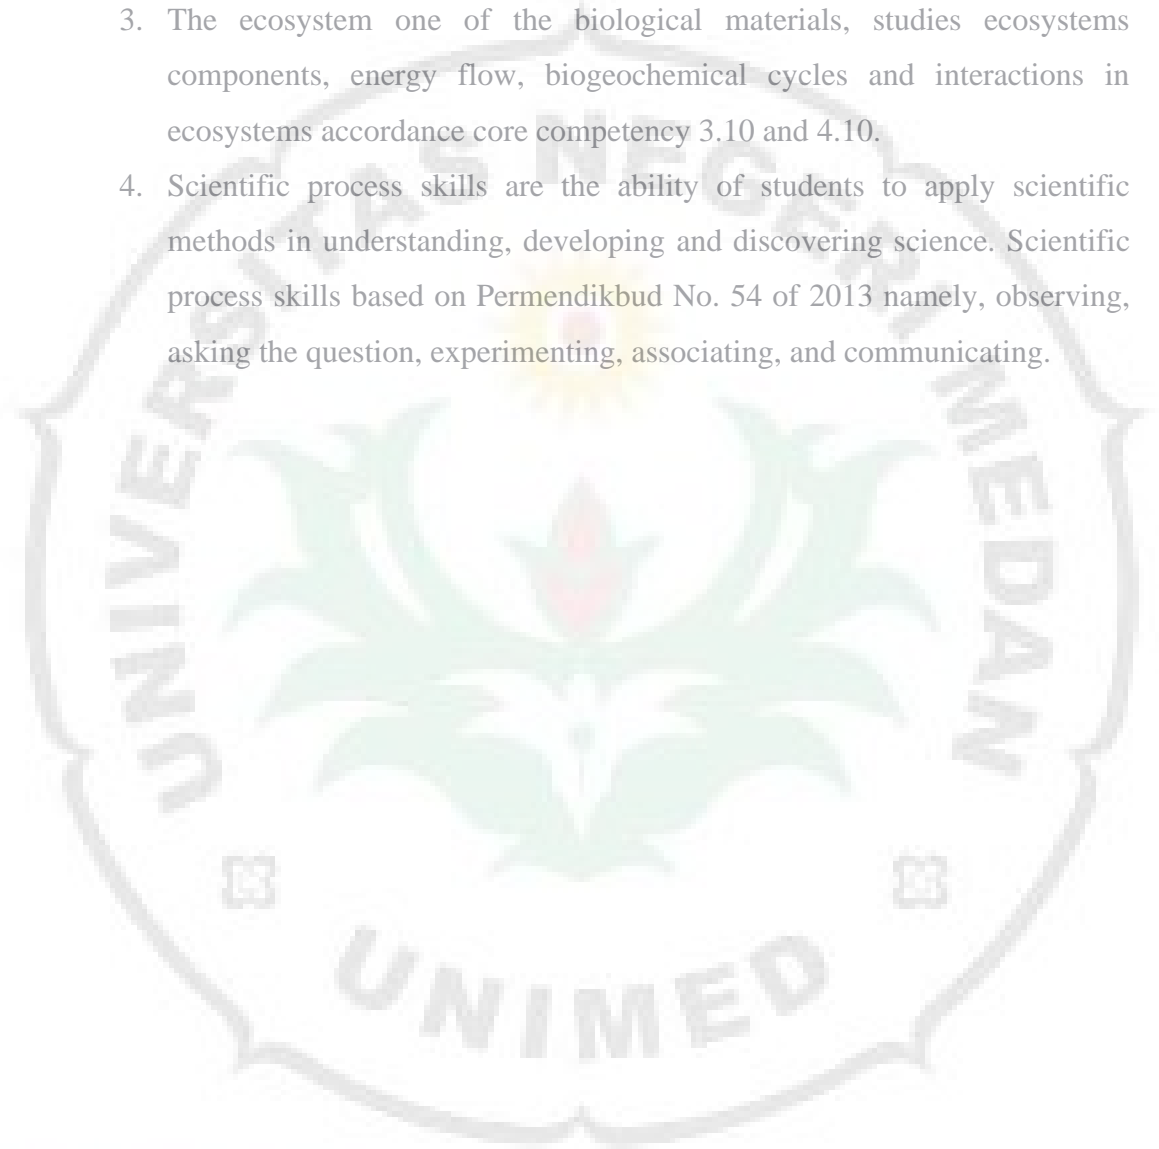 3. The ecosystem one of the biological materials, studies ecosystems
components, energy flow, biogeochemical cycles and interactions in
ecosystems accordance core competency 3.10 and 4.10.
4. Scientific process skills are the ability of students to apply scientific
methods in understanding, developing and discovering science. Scientific
process skills based on Permendikbud No. 54 of 2013 namely, observing,
asking the question, experimenting, associating, and communicating.
UNIVERSITAS NEGERI MEDAN
UNIMED